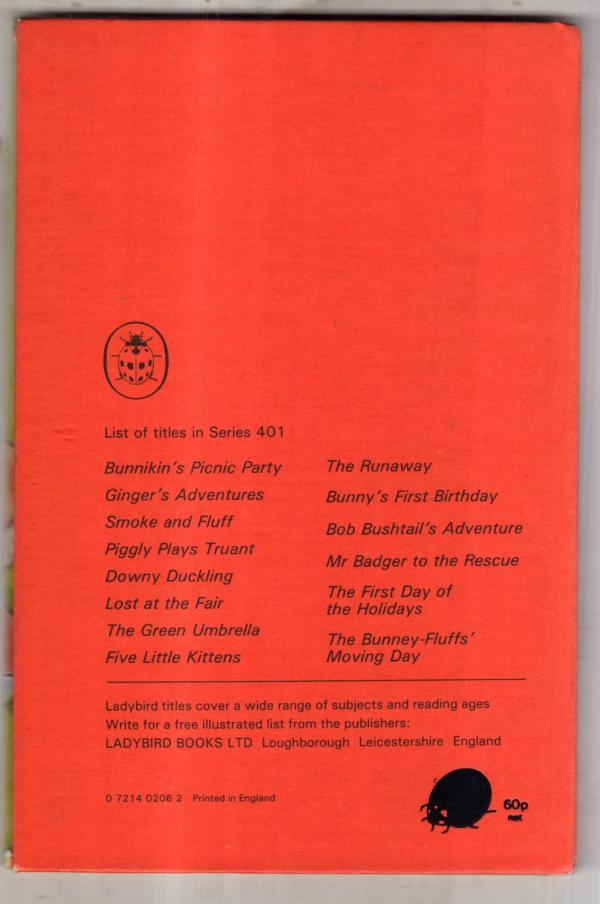 List of titles in Series 401
Bunnikin's Picnic Party
Ginger's Adventures
Smoke and Fluff
Piggly Plays Truant
Downy Duckling
Lost at the Fair
The Green Umbrella
Five Little Kittens
The Runaway
Bunny's First Birthday
Bob Bushtail's Adventure
Mr Badger to the Rescue
The First Day of
the Holidays
The Bunney-Fluffs'
Moving Day
Ladybird titles cover a wide range of subjects and reading ages
Write for a free illustrated list from the publishers:
LADYBIRD BOOKS LTD Loughborough Leicestershire England
0 7214 0206 2 Printed in England
60p
net